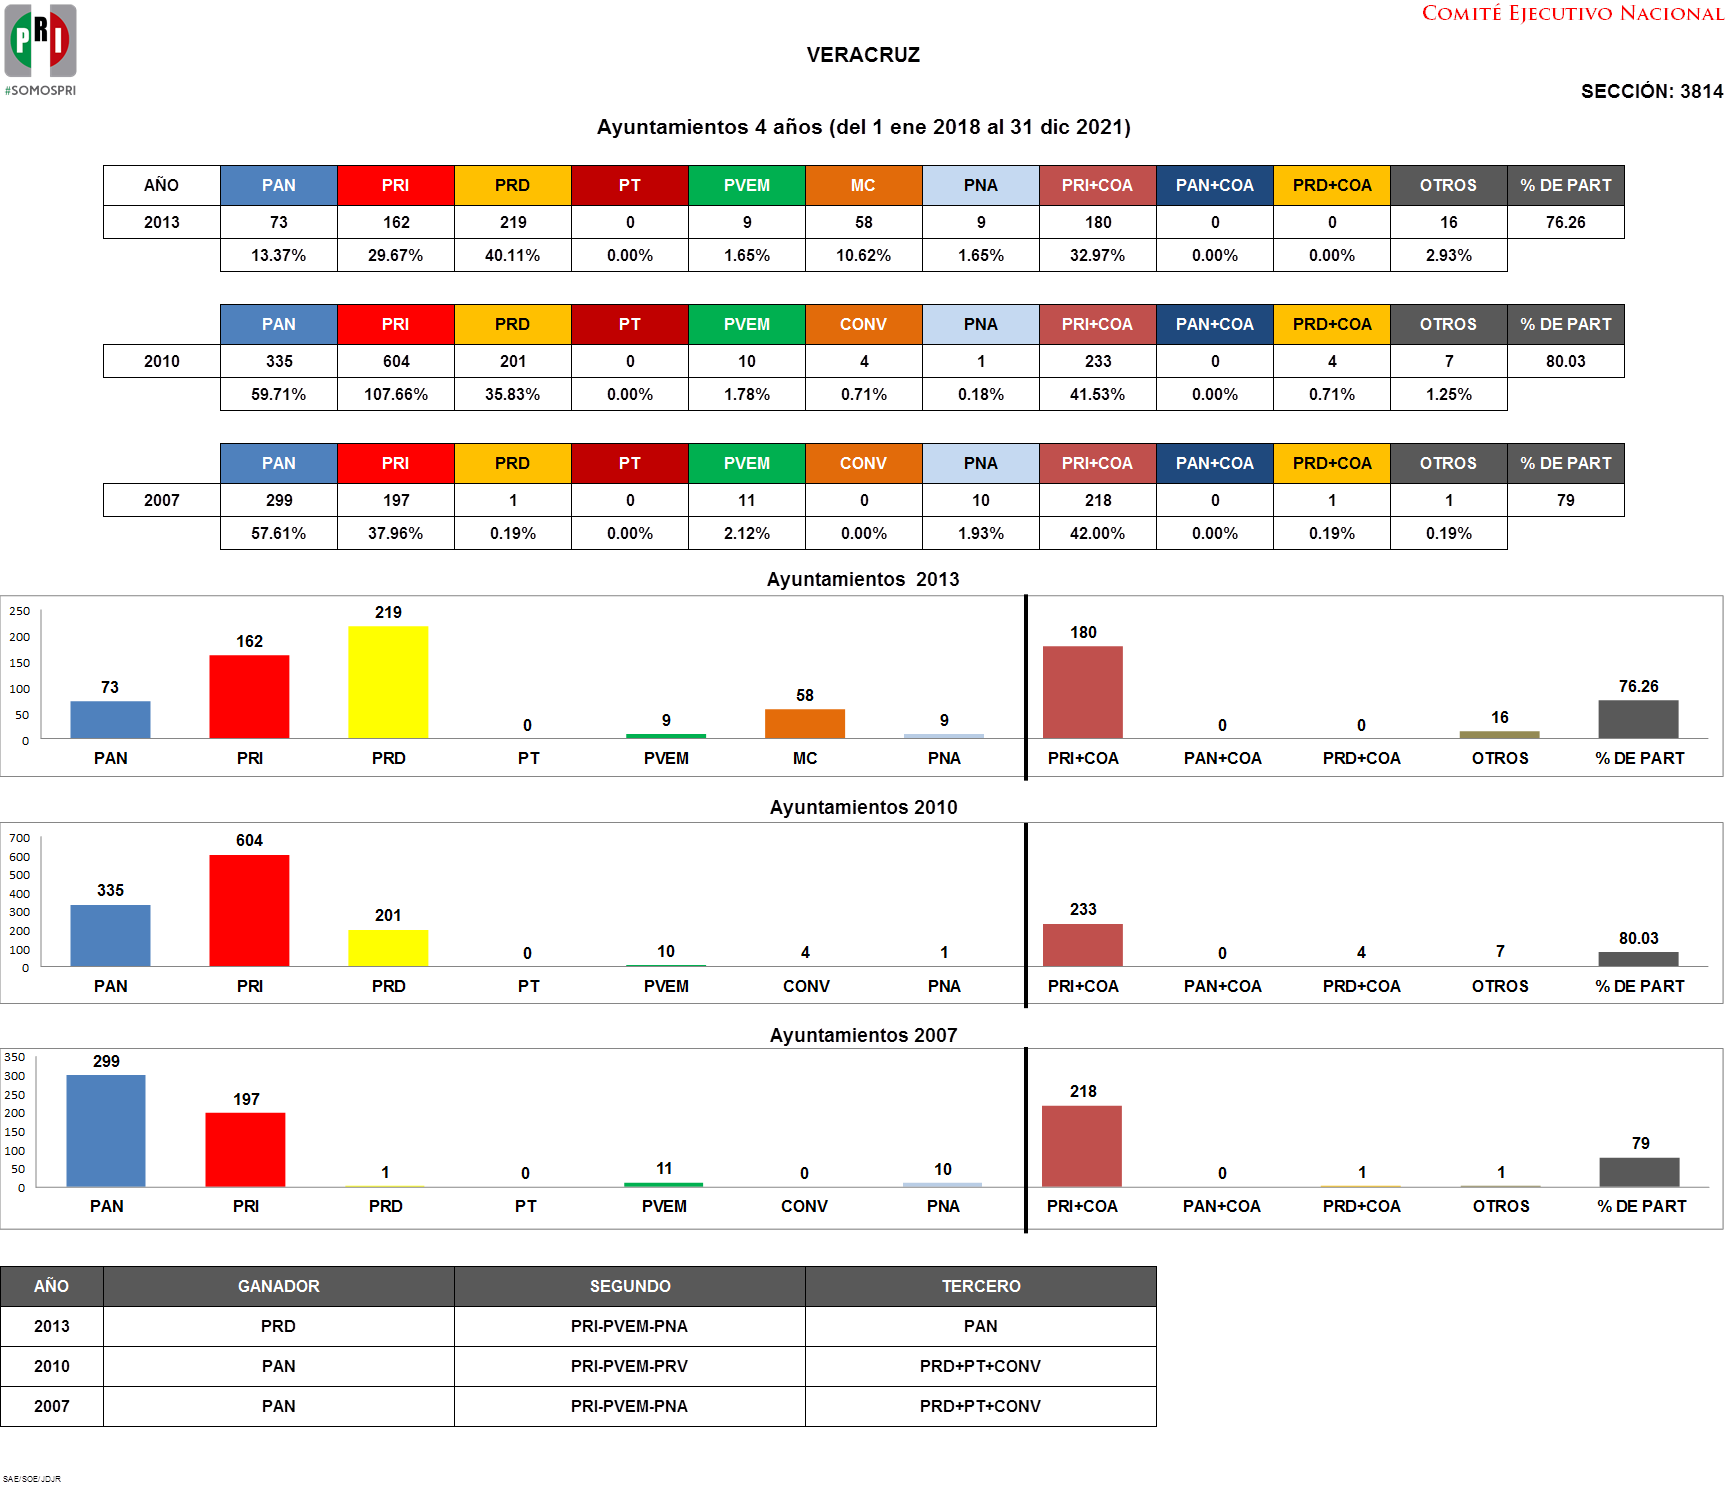 PRI
#SOMOSPRI
COMITÉ EJECUTIVO NACIONAL
VERACRUZ
SECCIÓN: 3814
Ayuntamientos 4 años (del 1 ene 2018 al 31 dic 2021)
AÑO PAN PRI PRD PT PVEM MC PNA PRI+COA PAN+COA PRD+COA OTROS % DE PART
2013 73 162 219 0 9 58 9 180 0 0 16 76.26
13.37% 29.67% 40.11% 0.00% 1.65% 10.62% 1.65% 32.97% 0.00% 0.00% 2.93%
PAN PRI PRD PT PVEM CONV PNA PRI+COA PAN+COA PRD+COA OTROS % DE PART
2010 335 604 201 0 10 4 1 233 0 4 7 80.03
59.71% 107.66% 35.83% 0.00% 1.78% 0.71% 0.18% 41.53% 0.00% 0.71% 1.25%
PAN PRI PRD PT PVEM CONV PNA PRI+COA PAN+COA PRD+COA OTROS % DE PART
2007 299 197 1 0 11 0 10 218 0 1 1 79
57.61% 37.96% 0.19% 0.00% 2.12% 0.00% 1.93% 42.00% 0.00% 0.19% 0.19%
Ayuntamientos 2013
250
200
150
100
50
0
73 162 219 0 9 58 9 180 0 0 16 76.26
PAN PRI PRD PT PVEM MC PNA PRI+COA PAN+COA PRD+COA OTROS % DE PART
Ayuntamientos 2010
700
600
500
400
300
200
100
0
335 604 201 0 10 4 1 233 0 4 7 80.03
PAN PRI PRD PT PVEM CONV PNA PRI+COA PAN+COA PRD+COA OTROS % DE PART
Ayuntamientos 2007
350
300
250
200
150
100
50
0
299 197 1 0 11 0 10 218 0 1 1 79
PAN PRI PRD PT PVEM CONV PNA PRI+COA PAN+COA PRD+COA OTROS % DE PART
AÑO GANADOR SEGUNDO TERCERO
2013 PRD PRI-PVEM-PNA PAN
2010 PAN PRI-PVEM-PRV PRD+PT+CONV
2007 PAN PRI-PVEM-PNA PRD+PT+CONV
SAE/SOE/JDJR